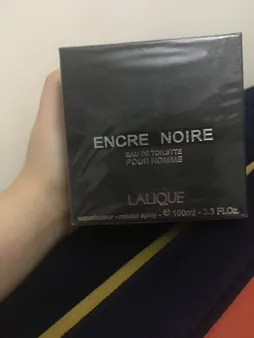 ENCRE NOIRE
EAU DE TOILETTE
POUR HOMME
LALIQUE
vaporisateur - natural spray - ℮ 100ml - 3.3 Fl.Oz.